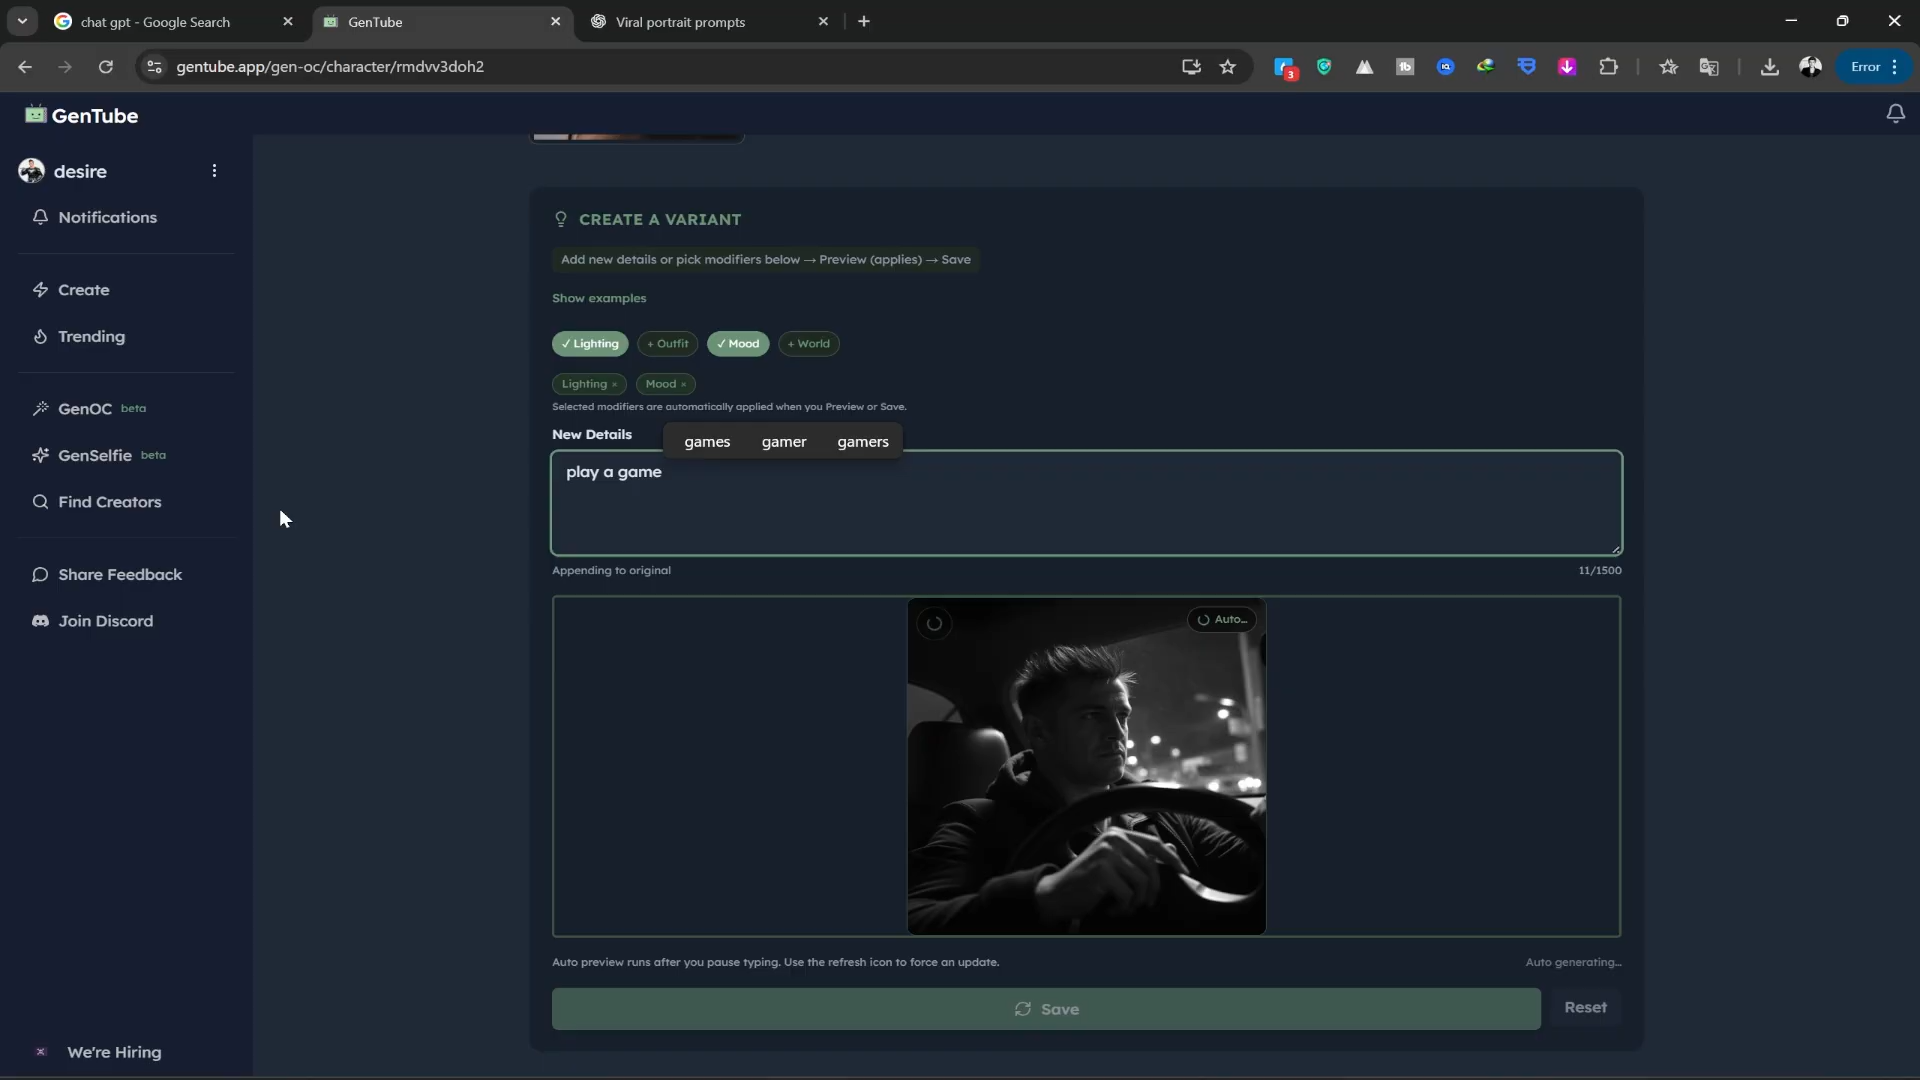 chat gpt - Google Search
GenTube
Viral portrait prompts
gentube.app/gen-oc/character/rmdvv3doh2
3
Error
GenTube
desire
Notifications
Create
Trending
GenOC beta
GenSelfie beta
Find Creators
Share Feedback
Join Discord
We're Hiring
CREATE A VARIANT
Add new details or pick modifiers below → Preview (applies) → Save
Show examples
✓ Lighting + Outfit ✓ Mood + World
Lighting × Mood ×
Selected modifiers are automatically applied when you Preview or Save.
New Details
games gamer gamers
play a game
Appending to original
11/1500
Auto...
Auto preview runs after you pause typing. Use the refresh icon to force an update.
Auto generating...
Save
Reset